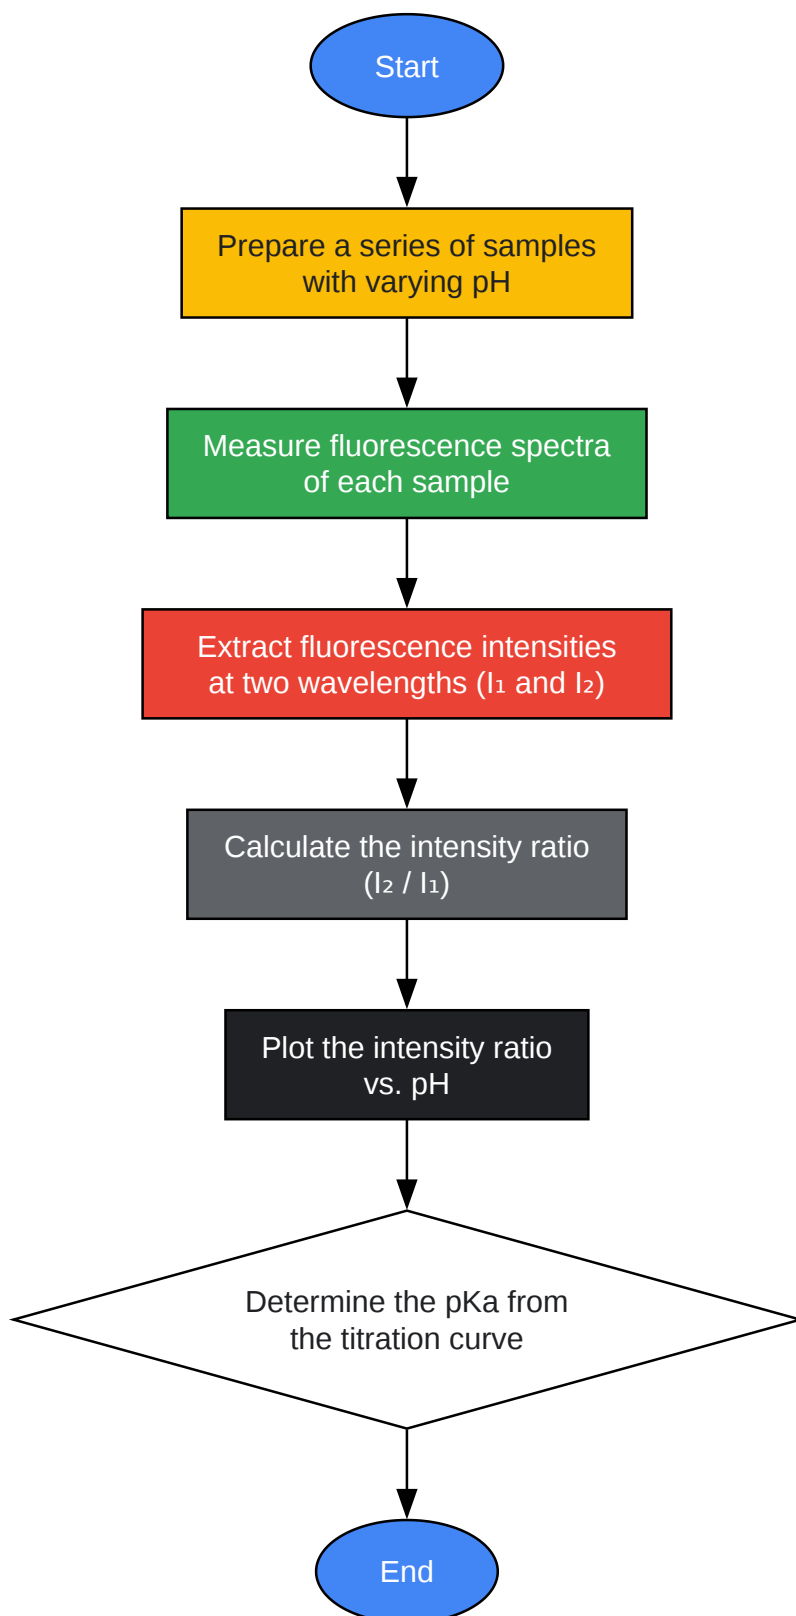 Start
Prepare a series of samples
with varying pH
Measure fluorescence spectra
of each sample
Extract fluorescence intensities
at two wavelengths (I₁ and I₂)
Calculate the intensity ratio
(I₂ / I₁)
Plot the intensity ratio
vs. pH
Determine the pKa from
the titration curve
End